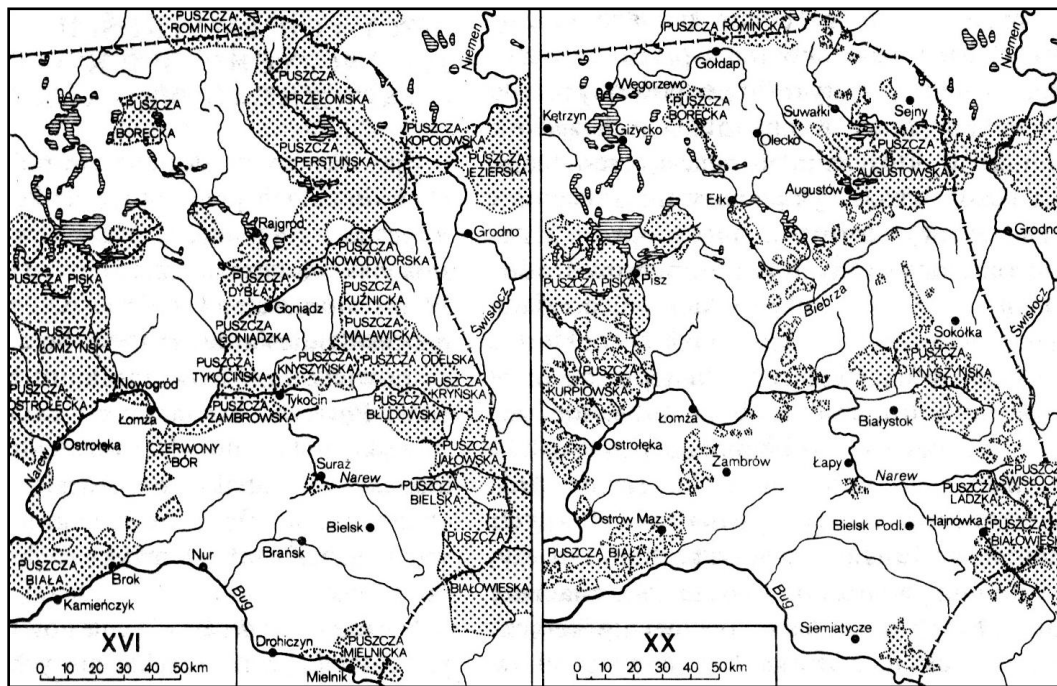 PUSZCZA
ROMINCKA
Niemen
PUSZCZA
PRZEŁOMSKA
PUSZCZA
BORECKA
PUSZCZA
KOPCIOWSKA
PUSZCZA
PERSTUŃSKA
PUSZCZA
JEZIERSKA
Rajgród
Grodno
PUSZCZA
NOWODWORSKA
PUSZCZA PISKA
PUSZCZA
DYBŁA
PUSZCZA
KUŹNICKA
Goniądz
Świsłocz
PUSZCZA
GONIĄDZKA
PUSZCZA
MALAWICKA
PUSZCZA
ŁOMŻYŃSKA
PUSZCZA
TYKOCIŃSKA
PUSZCZA
KNYSZYŃSKA
PUSZCZA ODELSKA
PUSZCZA
KRYŃSKA
Nowogród
PUSZCZA
OSTROŁĘCKA
Tykocin
PUSZCZA
ZAMBROWSKA
PUSZCZA
BŁUDOWSKA
Łomża
Ostrołęka
CZERWONY
BÓR
PUSZCZA
JAŁOWSKA
Narew
Suraż
Narew
PUSZCZA
BIELSKA
Bielsk
Brańsk
PUSZCZA
BIAŁOWIESKA
PUSZCZA
BIAŁA
Nur
Brok
Kamieńczyk
Bug
Drohiczyn
PUSZCZA
MIELNICKA
Mielnik
XVI
0 10 20 30 40 50 km
PUSZCZA ROMINCKA
Niemen
Gołdap
Węgorzewo
Kętrzyn
PUSZCZA
BORECKA
Suwałki
Sejny
Giżycko
Olecko
PUSZCZA
AUGUSTOWSKA
Augustów
Ełk
Grodno
PUSZCZA PISKA
Pisz
Biebrza
Świsłocz
Sokółka
PUSZCZA
KURPIOWSKA
PUSZCZA
KNYSZYŃSKA
Łomża
Białystok
Ostrołęka
Zambrów
Łapy
Narew
PUSZCZA
ŚWISŁOCKA
PUSZCZA
LADZKA
Ostrów Maz.
Bielsk Podl.
Hajnówka
PUSZCZA
BIAŁOWIESKA
PUSZCZA BIAŁA
Bug
Siemiatycze
XX
0 10 20 30 40 50 km